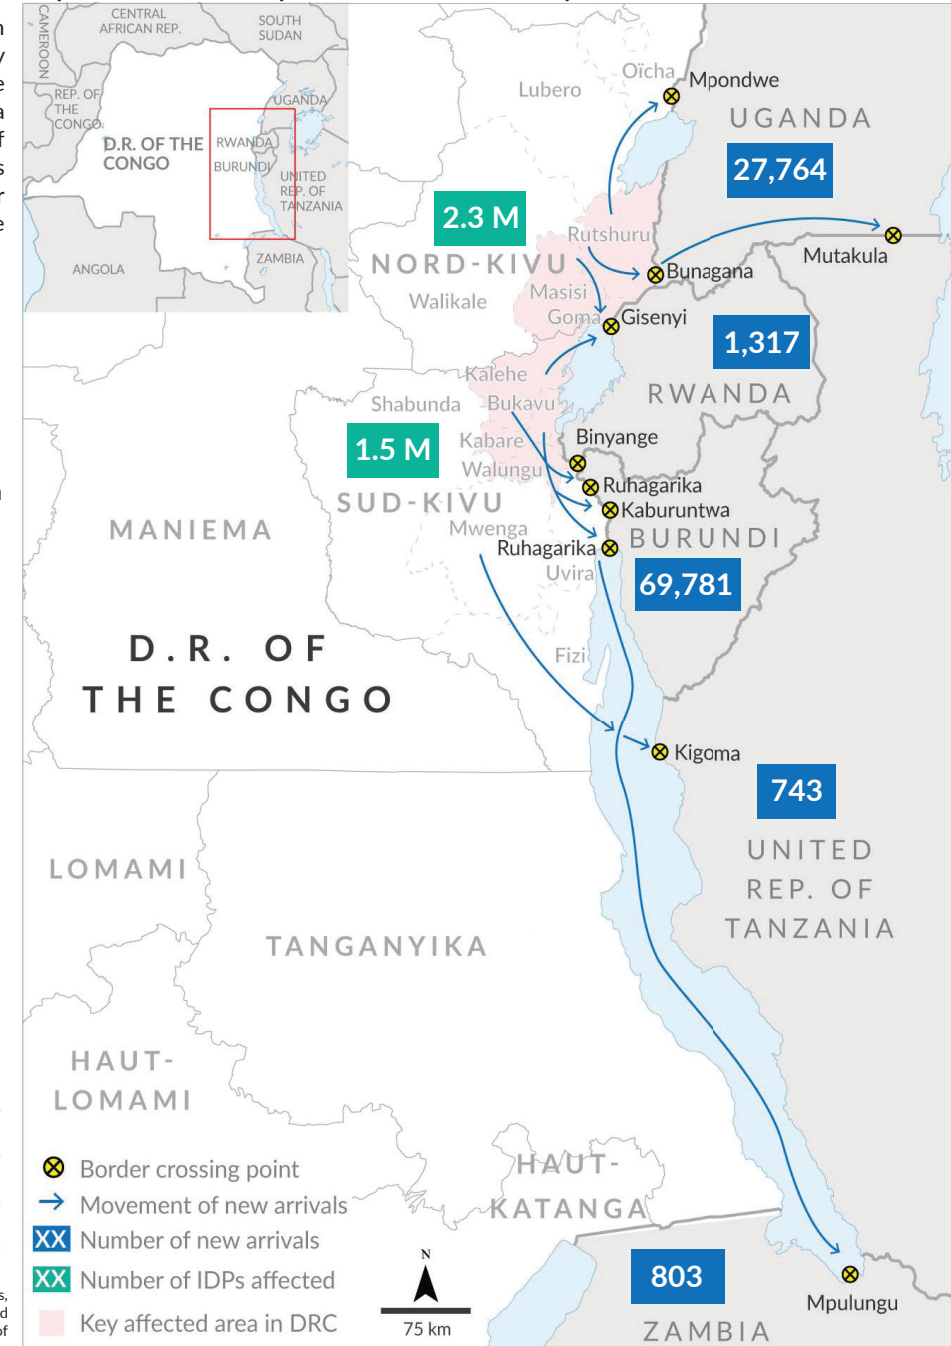 CAMEROON
CENTRAL
AFRICAN REP.
SOUTH
SUDAN
REP. OF
THE
CONGO
UGANDA
D.R. OF THE
CONGO
RWANDA
BURUNDI
UNITED
REP. OF
TANZANIA
ANGOLA
ZAMBIA
Oïcha
Mpondwe
Lubero
UGANDA
27,764
2.3 M
Rutshuru
Mutakula
NORD-KIVU
Bunagana
Walikale
Masisi
Goma
Gisenyi
1,317
Kalehe
RWANDA
Shabunda
Bukavu
1.5 M
Kabare
Binyange
Walungu
Ruhagarika
SUD-KIVU
Kaburuntwa
MANIEMA
Mwenga
BURUNDI
Ruhagarika
Uvira
69,781
D.R. OF
THE CONGO
Fizi
Kigoma
743
UNITED
REP. OF
TANZANIA
LOMAMI
TANGANYIKA
HAUT-
LOMAMI
HAUT-
KATANGA
Border crossing point
Movement of new arrivals
XX Number of new arrivals
XX Number of IDPs affected
Key affected area in DRC
N
75 km
803
Mpulungu
ZAMBIA